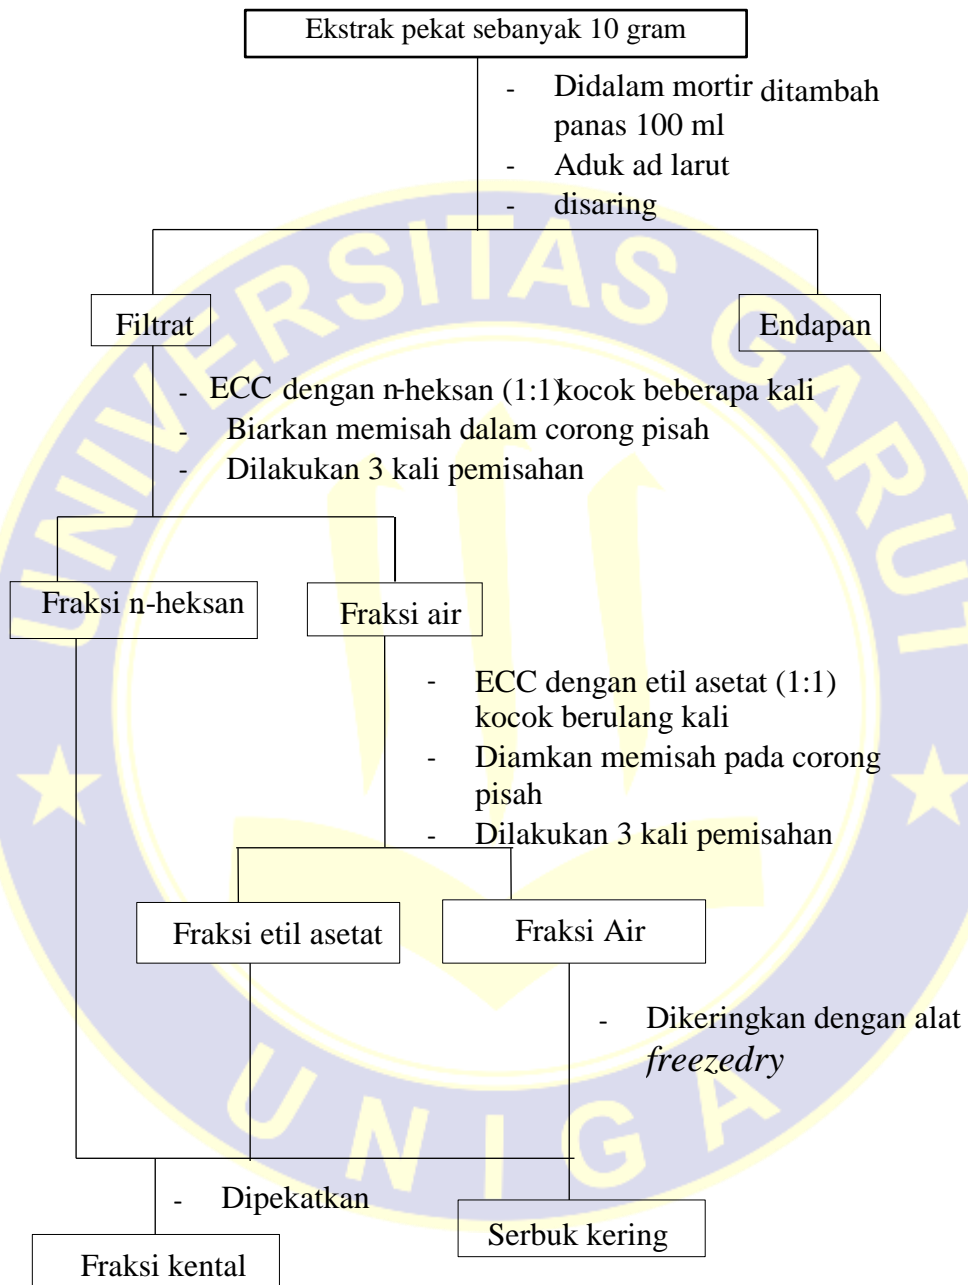 Ekstrak pekat sebanyak 10 gram
- Didalam mortir ditambah
panas 100 ml
- Aduk ad larut
- disaring
Filtrat
Endapan
- ECC dengan n-heksan (1:1)kocok beberapa kali
- Biarkan memisah dalam corong pisah
- Dilakukan 3 kali pemisahan
Fraksi n-heksan
Fraksi air
- ECC dengan etil asetat (1:1)
kocok berulang kali
- Diamkan memisah pada corong
pisah
- Dilakukan 3 kali pemisahan
Fraksi etil asetat
Fraksi Air
- Dikeringkan dengan alat
freezedry
- Dipekatkan
Serbuk kering
Fraksi kental
UNIVERSITAS GARUT
UNIGA